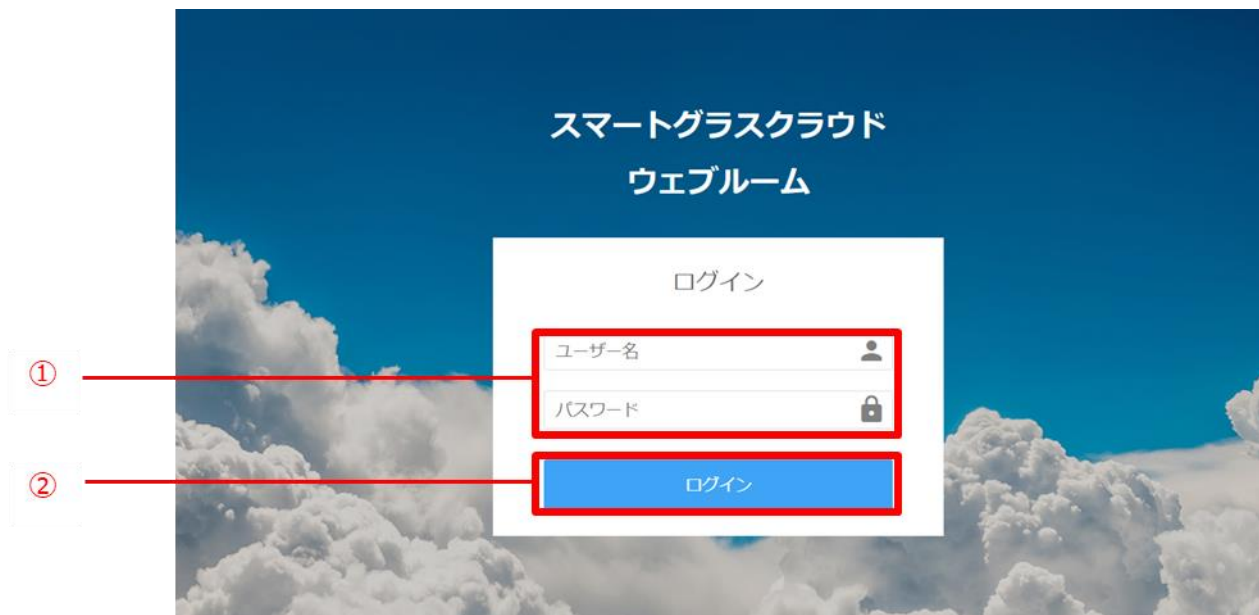 スマートグラスクラウド
ウェブルーム
ログイン
ユーザー名
①
パスワード
②
ログイン